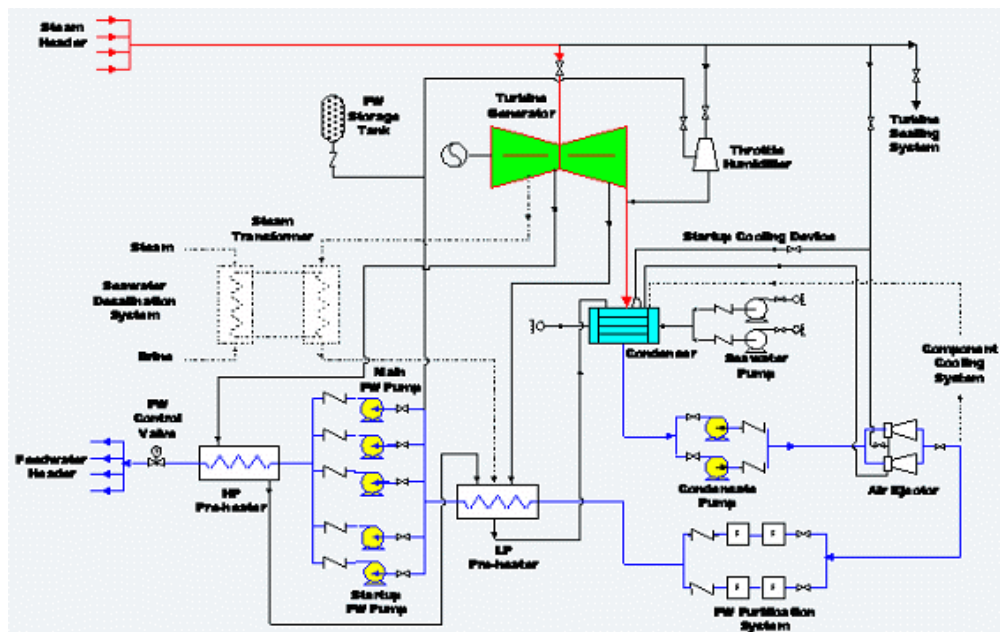 Steam
Header
FW
Storage
Tank
Turbine
Generator
Throttle
Humidifier
Turbine
Sealing
System
Steam
Transformer
Startup Cooling Device
Steam
Seawater
Desalination
System
Brine
Condenser
Seawater
Pump
Component
Cooling
System
Main
FW Pump
FW
Control
Valve
Feedwater
Header
HP
Pre-heater
LP
Pre-heater
Startup
FW Pump
Condensate
Pump
Air Ejector
F
F
F
F
FW Purification
System